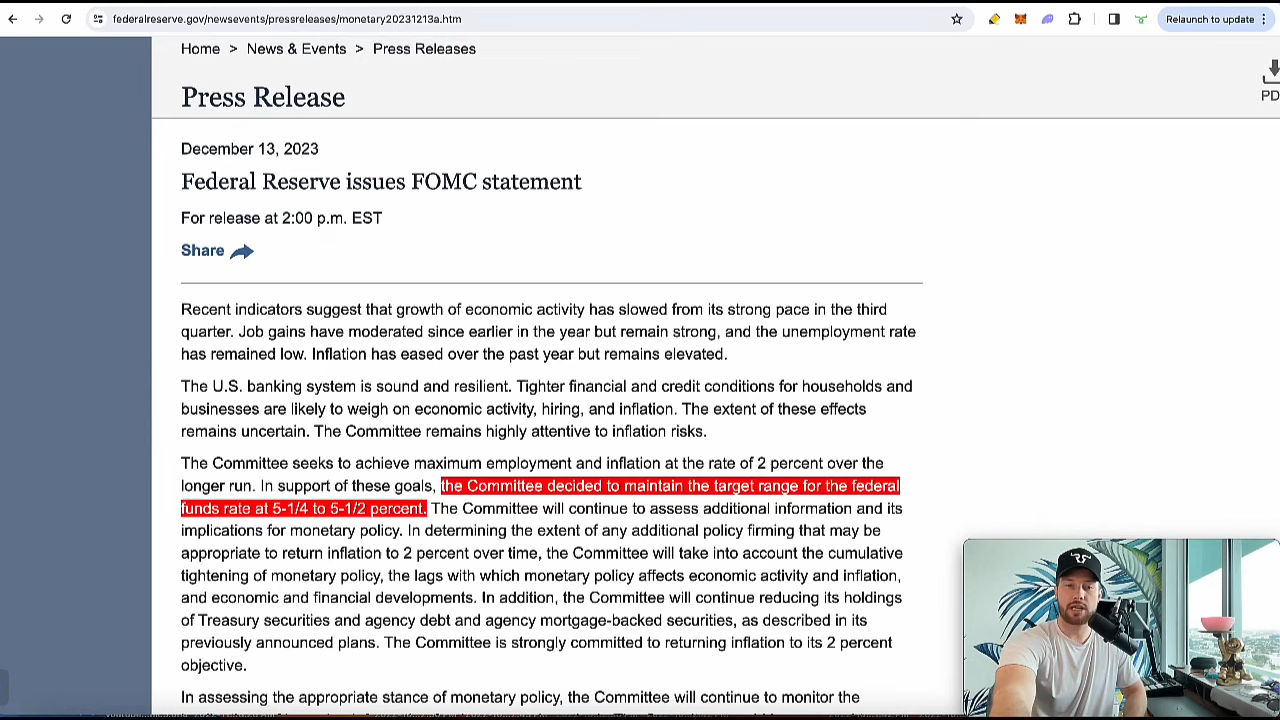 federalreserve.gov/newsevents/pressreleases/monetary20231213a.htm
Relaunch to update
Home > News & Events > Press Releases
PD
Press Release
December 13, 2023
Federal Reserve issues FOMC statement
For release at 2:00 p.m. EST
Share
Recent indicators suggest that growth of economic activity has slowed from its strong pace in the third
quarter. Job gains have moderated since earlier in the year but remain strong, and the unemployment rate
has remained low. Inflation has eased over the past year but remains elevated.
The U.S. banking system is sound and resilient. Tighter financial and credit conditions for households and
businesses are likely to weigh on economic activity, hiring, and inflation. The extent of these effects
remains uncertain. The Committee remains highly attentive to inflation risks.
The Committee seeks to achieve maximum employment and inflation at the rate of 2 percent over the
longer run. In support of these goals, the Committee decided to maintain the target range for the federal
funds rate at 5-1/4 to 5-1/2 percent. The Committee will continue to assess additional information and its
implications for monetary policy. In determining the extent of any additional policy firming that may be
appropriate to return inflation to 2 percent over time, the Committee will take into account the cumulative
tightening of monetary policy, the lags with which monetary policy affects economic activity and inflation,
and economic and financial developments. In addition, the Committee will continue reducing its holdings
of Treasury securities and agency debt and agency mortgage-backed securities, as described in its
previously announced plans. The Committee is strongly committed to returning inflation to its 2 percent
objective.
In assessing the appropriate stance of monetary policy, the Committee will continue to monitor the